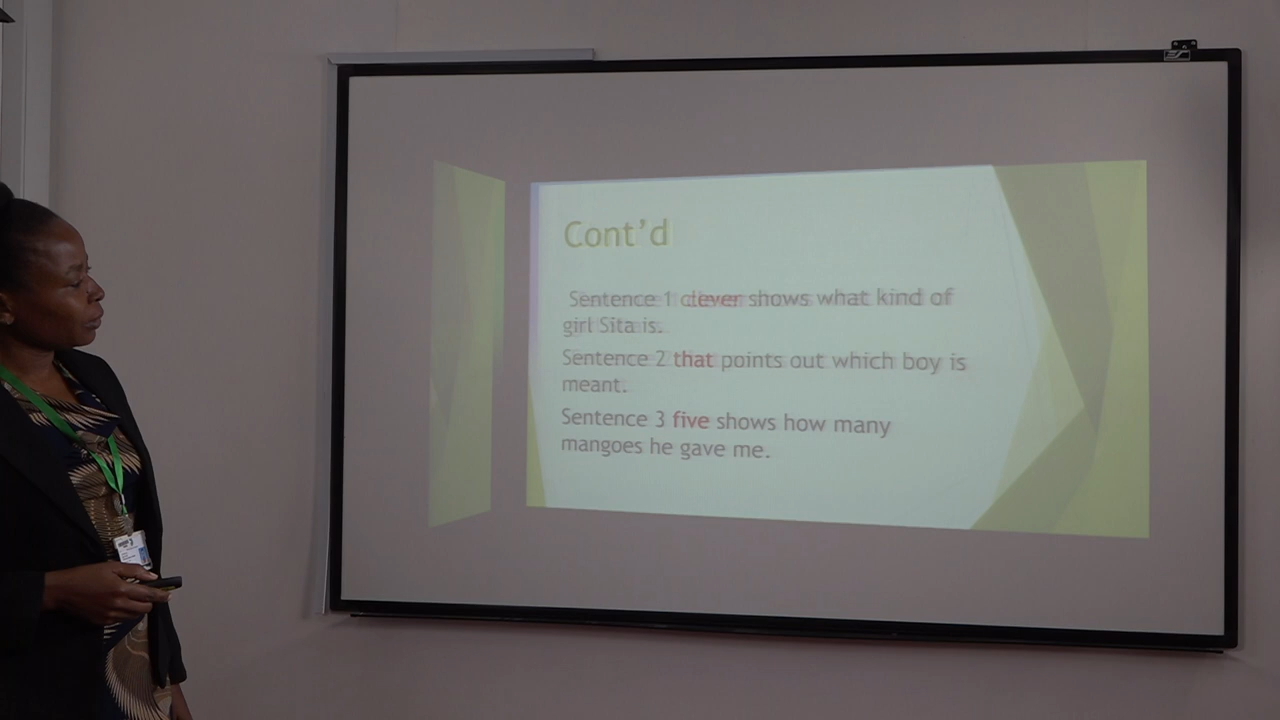 Cont’d
Sentence 1 clever shows what kind of
girl Sita is.
Sentence 2 that points out which boy is
meant.
Sentence 3 five shows how many
mangoes he gave me.